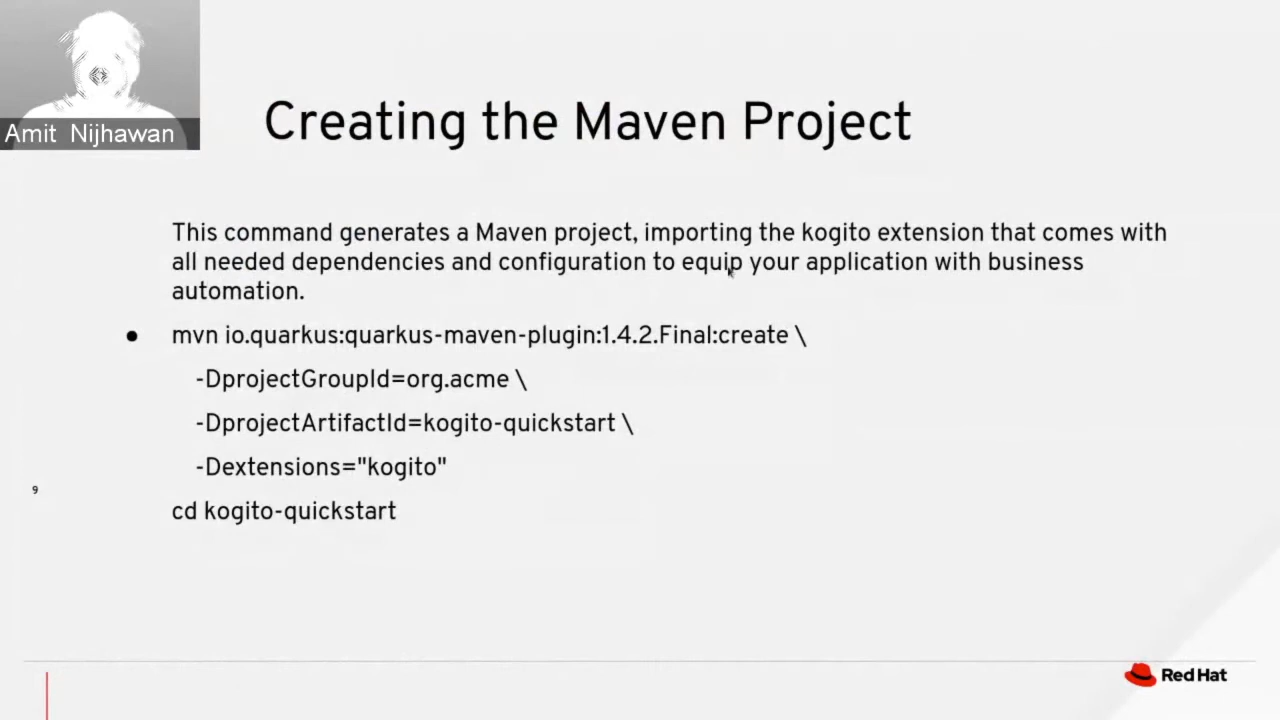 Amit Nijhawan
Creating the Maven Project
This command generates a Maven project, importing the kogito extension that comes with
all needed dependencies and configuration to equip your application with business
automation.
● mvn io.quarkus:quarkus-maven-plugin:1.4.2.Final:create \
-DprojectGroupId=org.acme \
-DprojectArtifactId=kogito-quickstart \
-Dextensions="kogito"
9
cd kogito-quickstart
Red Hat